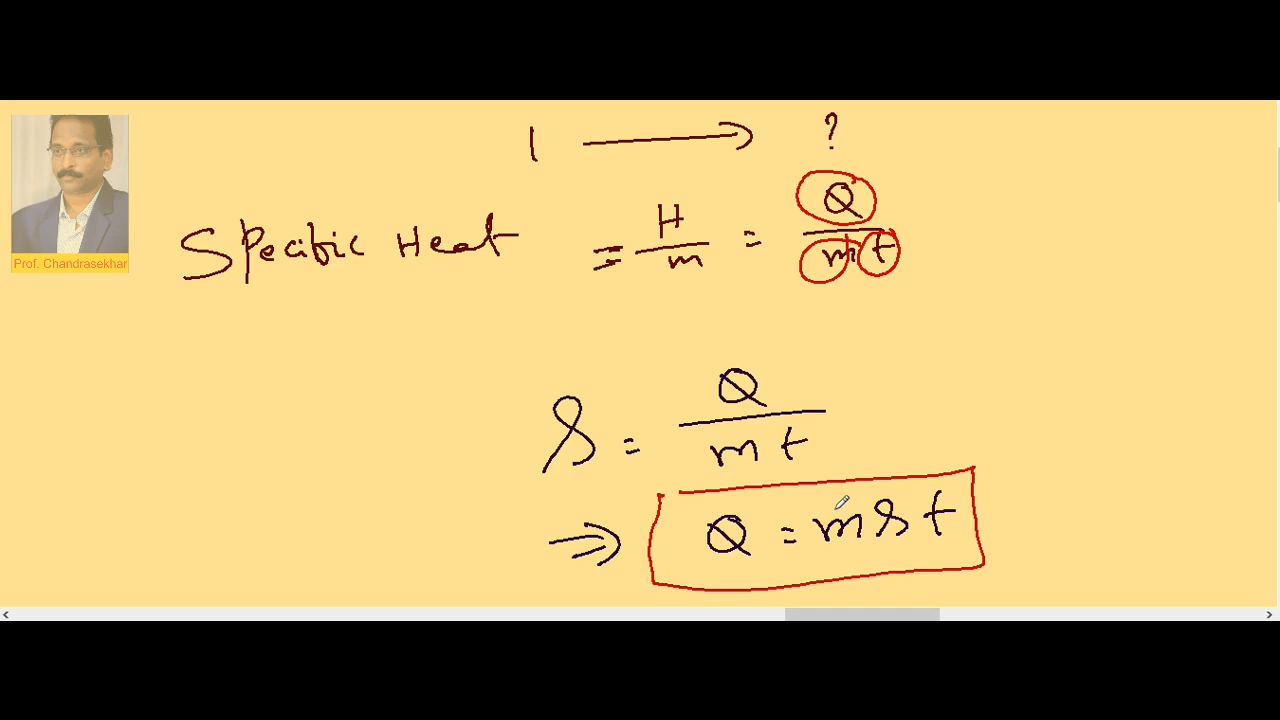 1 → ?
Specific Heat = H/m = Q/mt
Prof. Chandrasekhar
S = Q/mt
⇒ Q = mst